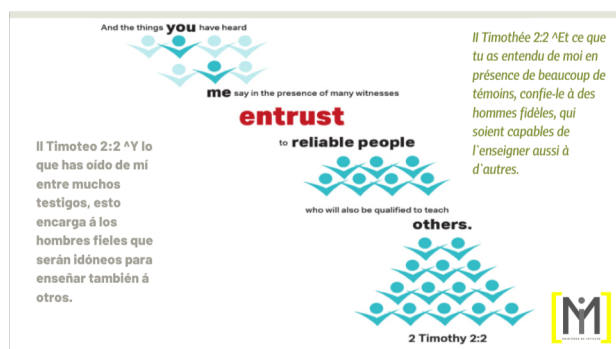 And the things you have heard
me say in the presence of many witnesses
entrust
to reliable people
who will also be qualified to teach
others.
2 Timothy 2:2
II Timothée 2:2 ^Et ce que
tu as entendu de moi en
présence de beaucoup de
témoins, confie-le à des
hommes fidèles, qui
soient capables de
l`enseigner aussi à
d`autres.
II Timoteo 2:2 ^Y lo
que has oído de mí
entre muchos
testigos, esto
encarga á los
hombres fieles que
serán idóneos para
enseñar también á
otros.